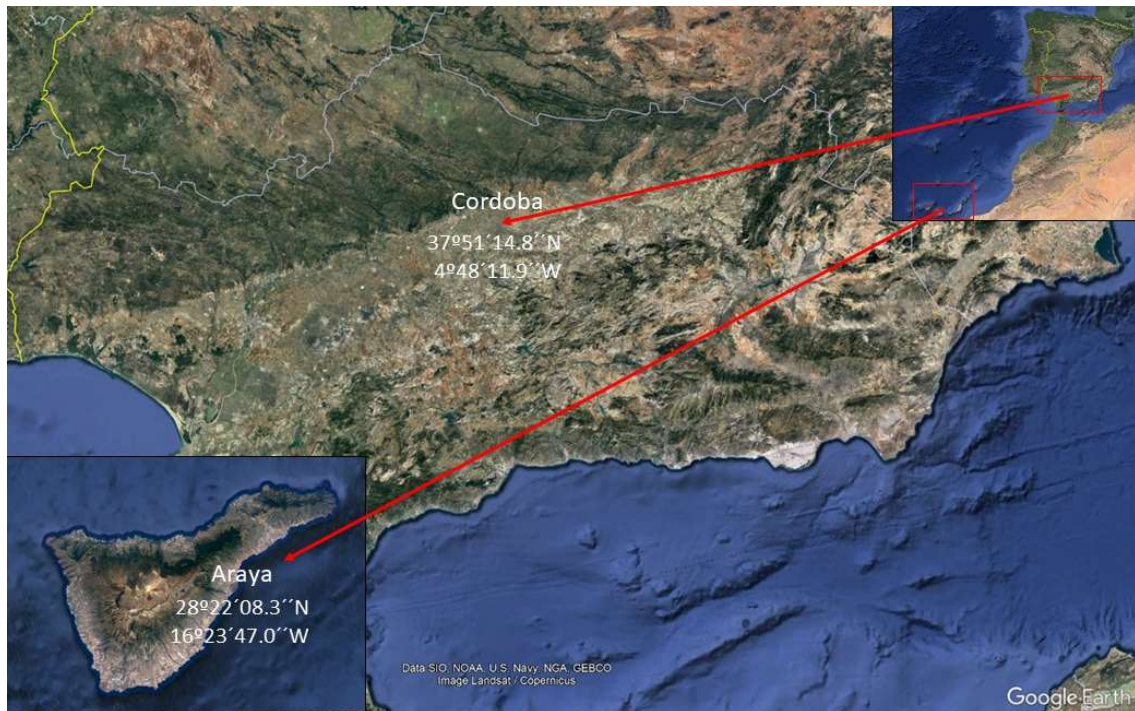 Cordoba
37º51´14.8´´N
4º48´11.9´´W
Araya
28º22´08.3´´N
16º23´47.0´´W
Data SIO, NOAA, U.S. Navy, NGA, GEBCO
Image Landsat / Copernicus
Google Earth